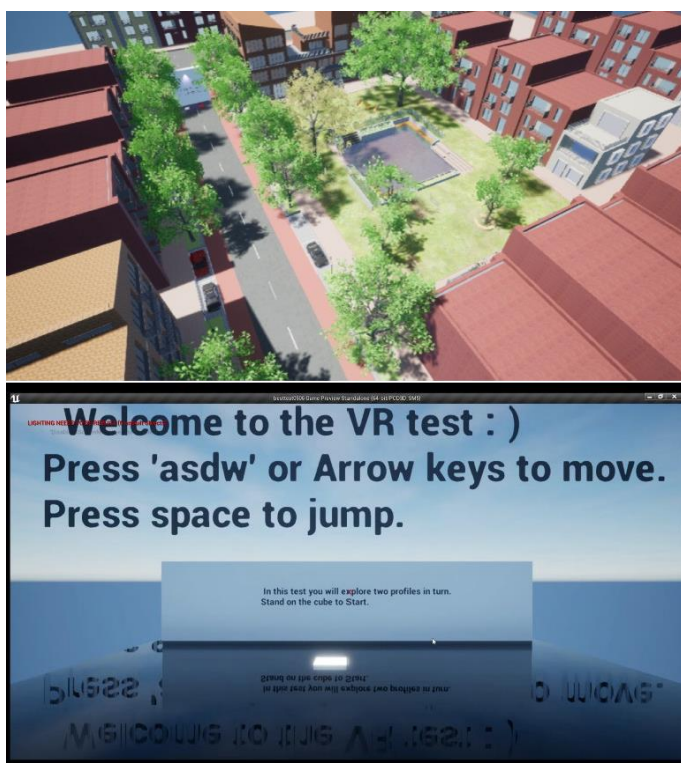 Welcome to the VR test : )
Press 'asdw' or Arrow keys to move.
Press space to jump.
In this test you will explore two profiles in turn.
Stand on the cube to Start.